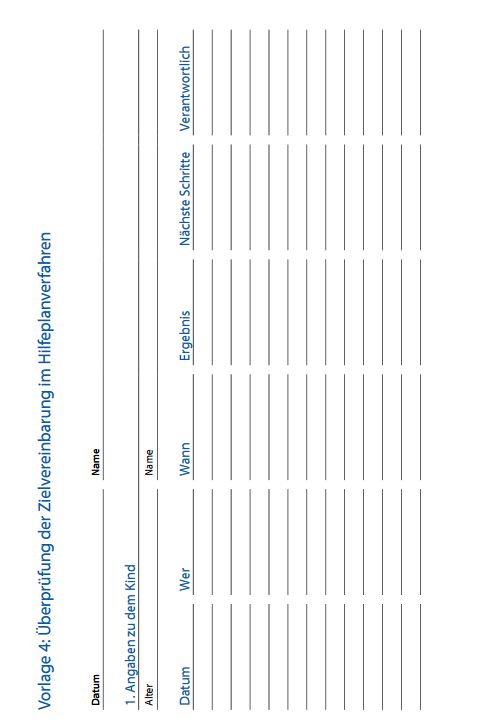 Vorlage 4: Überprüfung der Zielvereinbarung im Hilfeplanverfahren
Datum Name
1. Angaben zu dem Kind
Alter Name
Datum Wer Wann Ergebnis Nächste Schritte Verantwortlich